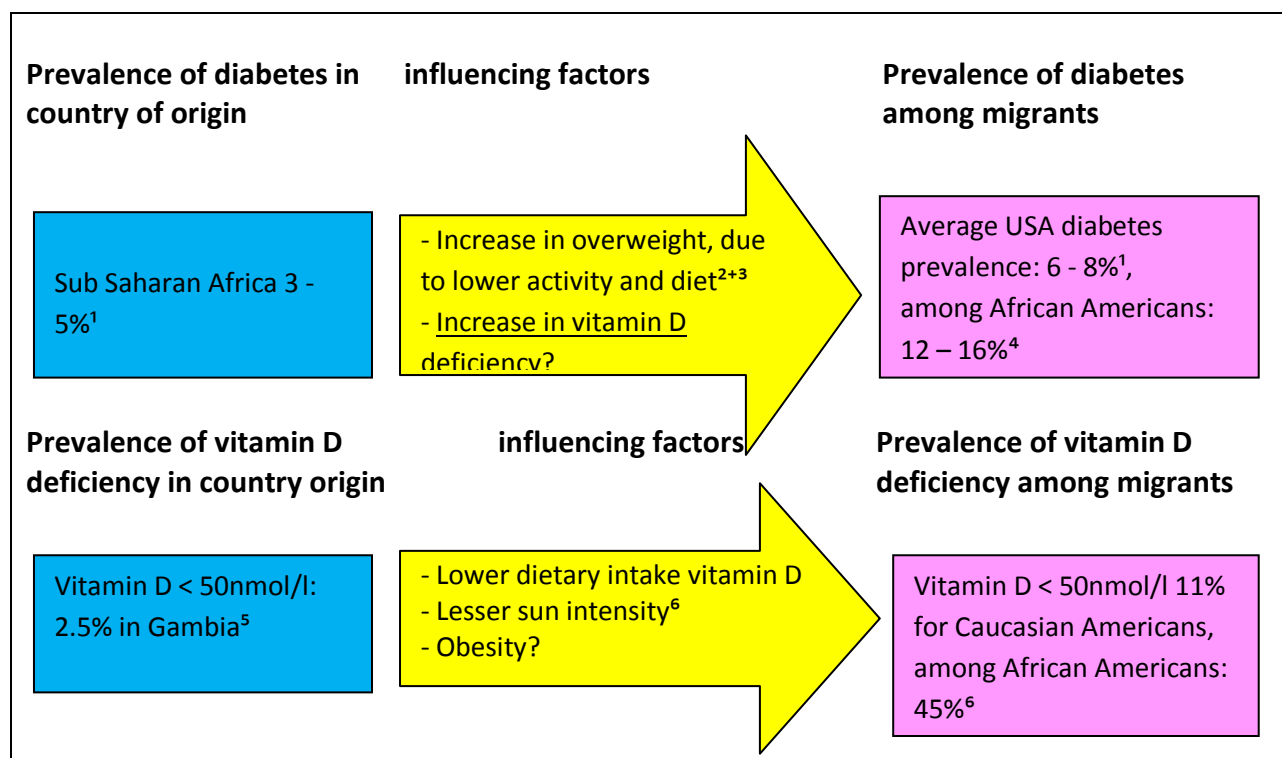 Prevalence of diabetes in
country of origin
influencing factors
Prevalence of diabetes
among migrants
Sub Saharan Africa 3 -
5%¹
- Increase in overweight, due
to lower activity and diet²⁺³
- Increase in vitamin D
deficiency?
Average USA diabetes
prevalence: 6 - 8%¹,
among African Americans:
12 – 16%⁴
Prevalence of vitamin D
deficiency in country origin
influencing factors
Prevalence of vitamin D
deficiency among migrants
Vitamin D < 50nmol/l:
2.5% in Gambia⁵
- Lower dietary intake vitamin D
- Lesser sun intensity⁶
- Obesity?
Vitamin D < 50nmol/l 11%
for Caucasian Americans,
among African Americans:
45%⁶